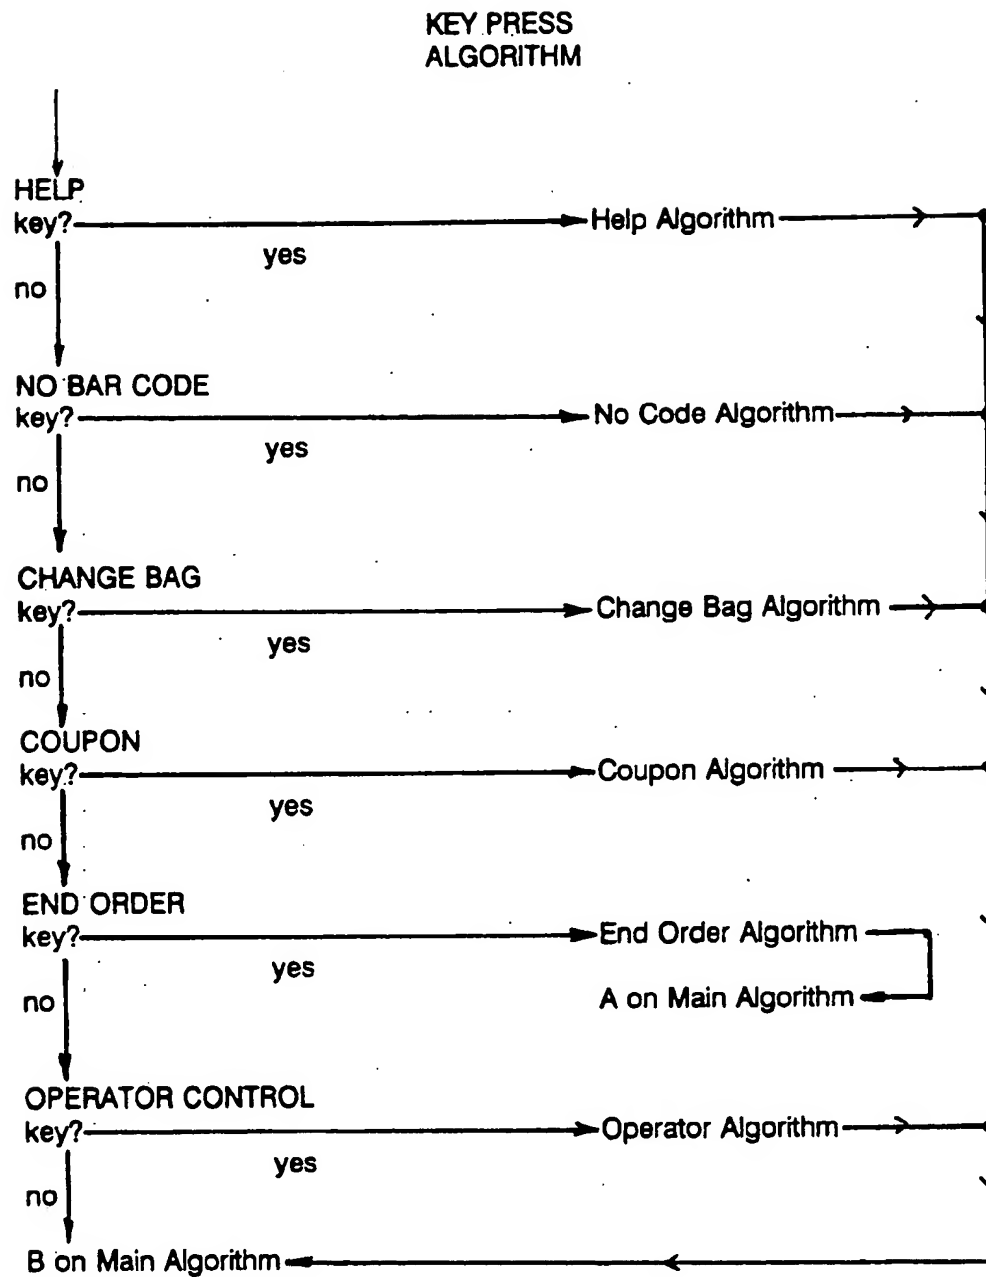 KEY PRESS
ALGORITHM
HELP
key?
Help Algorithm
yes
no
NO BAR CODE
key?
No Code Algorithm
yes
no
CHANGE BAG
key?
Change Bag Algorithm
yes
no
COUPON
key?
Coupon Algorithm
yes
no
END ORDER
key?
End Order Algorithm
yes
A on Main Algorithm
no
OPERATOR CONTROL
key?
Operator Algorithm
yes
no
B on Main Algorithm